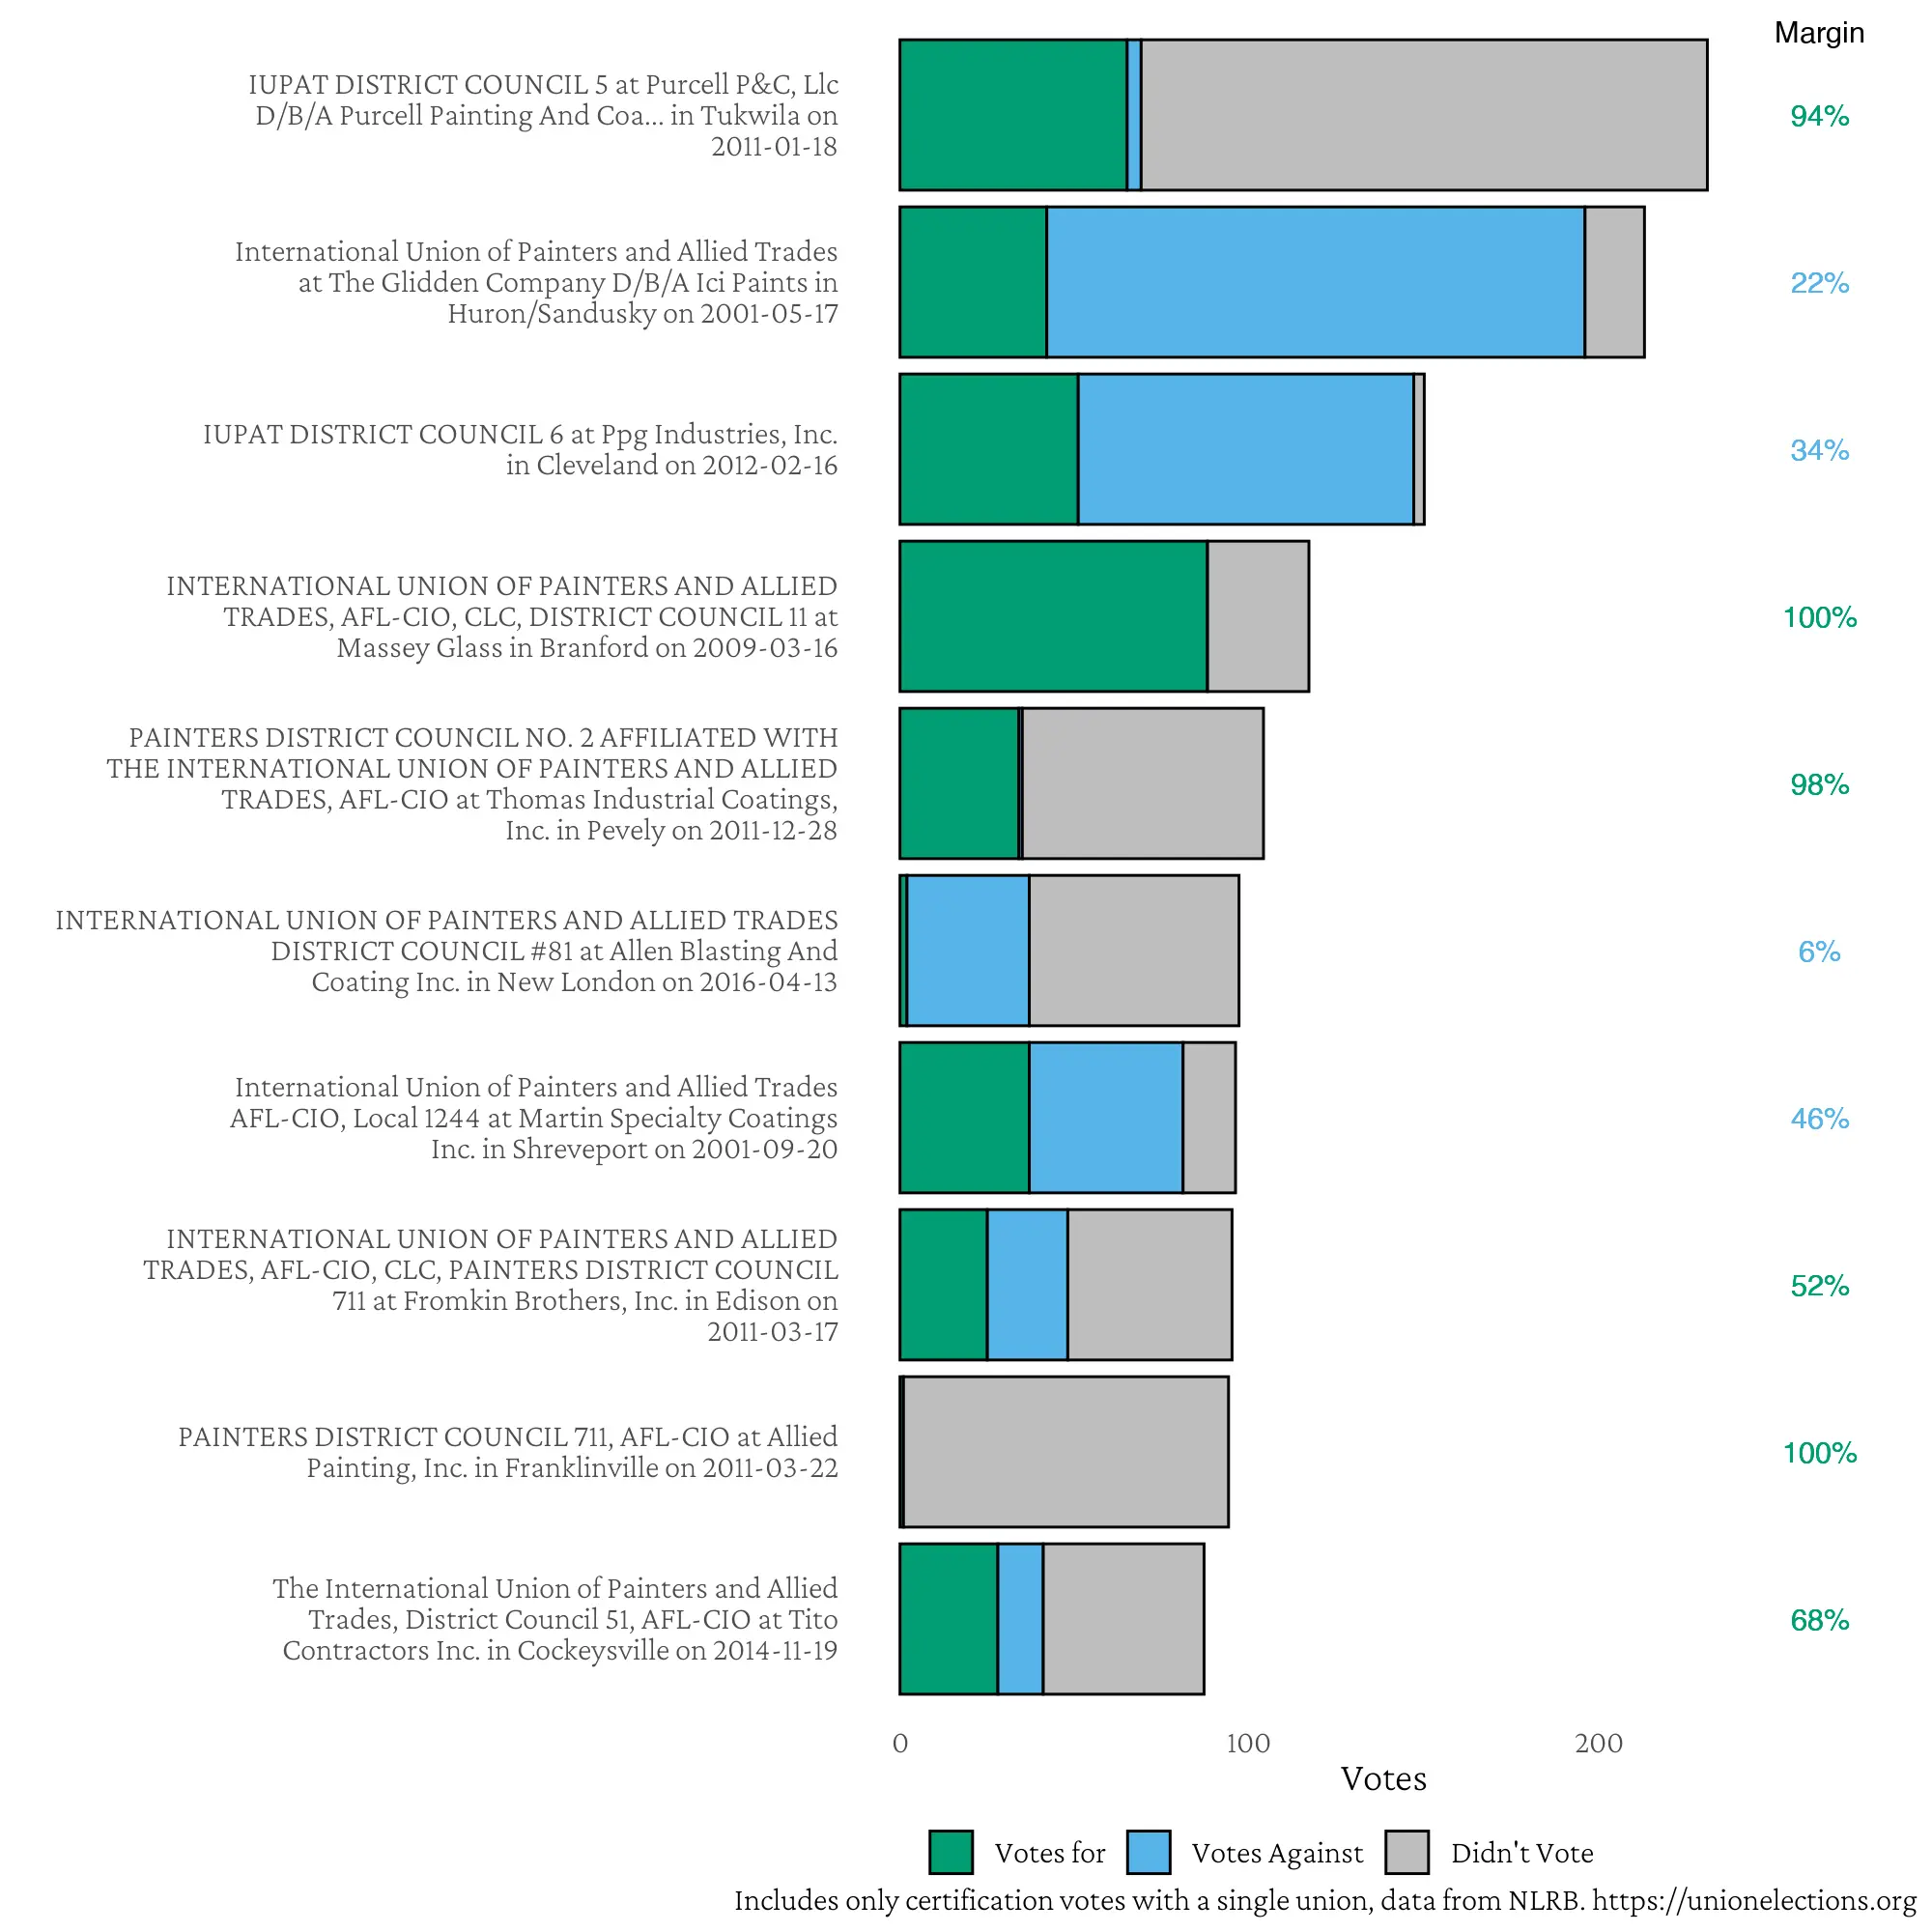 Margin
IUPAT DISTRICT COUNCIL 5 at Purcell P&C, Llc
D/B/A Purcell Painting And Coa... in Tukwila on
2011-01-18
94%
International Union of Painters and Allied Trades
at The Glidden Company D/B/A Ici Paints in
Huron/Sandusky on 2001-05-17
22%
IUPAT DISTRICT COUNCIL 6 at Ppg Industries, Inc.
in Cleveland on 2012-02-16
34%
INTERNATIONAL UNION OF PAINTERS AND ALLIED
TRADES, AFL-CIO, CLC, DISTRICT COUNCIL 11 at
Massey Glass in Branford on 2009-03-16
100%
PAINTERS DISTRICT COUNCIL NO. 2 AFFILIATED WITH
THE INTERNATIONAL UNION OF PAINTERS AND ALLIED
TRADES, AFL-CIO at Thomas Industrial Coatings,
Inc. in Pevely on 2011-12-28
98%
INTERNATIONAL UNION OF PAINTERS AND ALLIED TRADES
DISTRICT COUNCIL #81 at Allen Blasting And
Coating Inc. in New London on 2016-04-13
6%
International Union of Painters and Allied Trades
AFL-CIO, Local 1244 at Martin Specialty Coatings
Inc. in Shreveport on 2001-09-20
46%
INTERNATIONAL UNION OF PAINTERS AND ALLIED
TRADES, AFL-CIO, CLC, PAINTERS DISTRICT COUNCIL
711 at Fromkin Brothers, Inc. in Edison on
2011-03-17
52%
PAINTERS DISTRICT COUNCIL 711, AFL-CIO at Allied
Painting, Inc. in Franklinville on 2011-03-22
100%
The International Union of Painters and Allied
Trades, District Council 51, AFL-CIO at Tito
Contractors Inc. in Cockeysville on 2014-11-19
68%
0 100 200
Votes
Votes for Votes Against Didn't Vote
Includes only certification votes with a single union, data from NLRB. https://unionelections.org